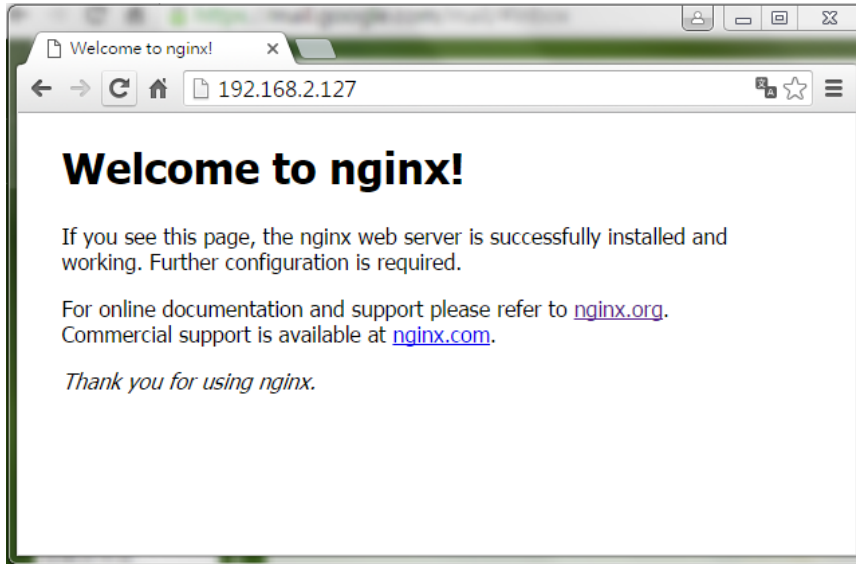 Welcome to nginx!
192.168.2.127
Welcome to nginx!
If you see this page, the nginx web server is successfully installed and
working. Further configuration is required.
For online documentation and support please refer to nginx.org.
Commercial support is available at nginx.com.
Thank you for using nginx.